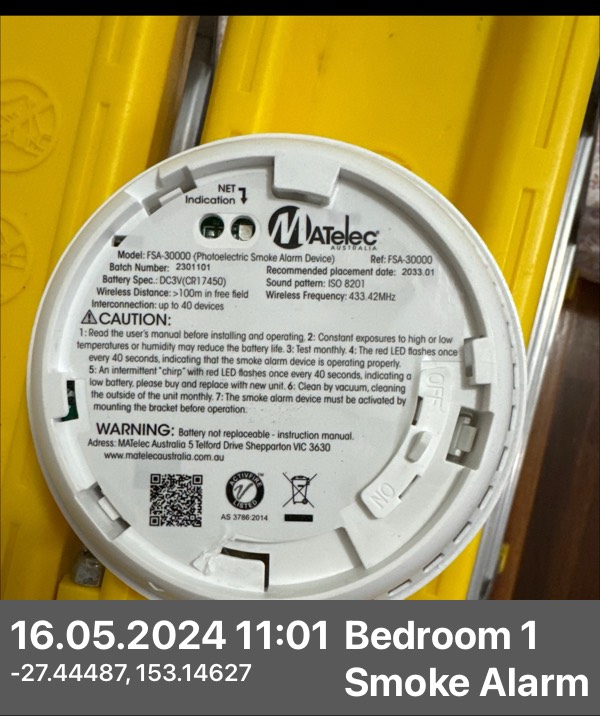 NET
Indication
MATelec
AUSTRALIA
Model: FSA-30000 (Photoelectric Smoke Alarm Device) Ref: FSA-30000
Batch Number: 2301101 Recommended placement date: 2033.01
Battery Spec.: DC3V(CR17450) Sound pattern: ISO 8201
Wireless Distance: >100m in free field Wireless Frequency: 433.42MHz
Interconnection: up to 40 devices
CAUTION:
1: Read the user's manual before installing and operating, 2: Constant exposures to high or low
temperatures or humidity may reduce the battery life. 3: Test monthly. 4: The red LED flashes once
every 40 seconds, indicating that the smoke alarm device is operating properly.
5: An intermittent "chirp" with red LED flashes once every 40 seconds, indicating a
low battery, please buy and replace with new unit. 6: Clean by vacuum, cleaning
the outside of the unit monthly. 7: The smoke alarm device must be activated by
mounting the bracket before operation.
OFF
WARNING: Battery not replaceable - instruction manual.
Adress: MATelec Australia 5 Telford Drive Shepparton VIC 3630
www.matelecaustralia.com.au
ON
ACTIVFIRE
LISTED
AS 3786:2014
16.05.2024 11:01 Bedroom 1
-27.44487, 153.14627
Smoke Alarm